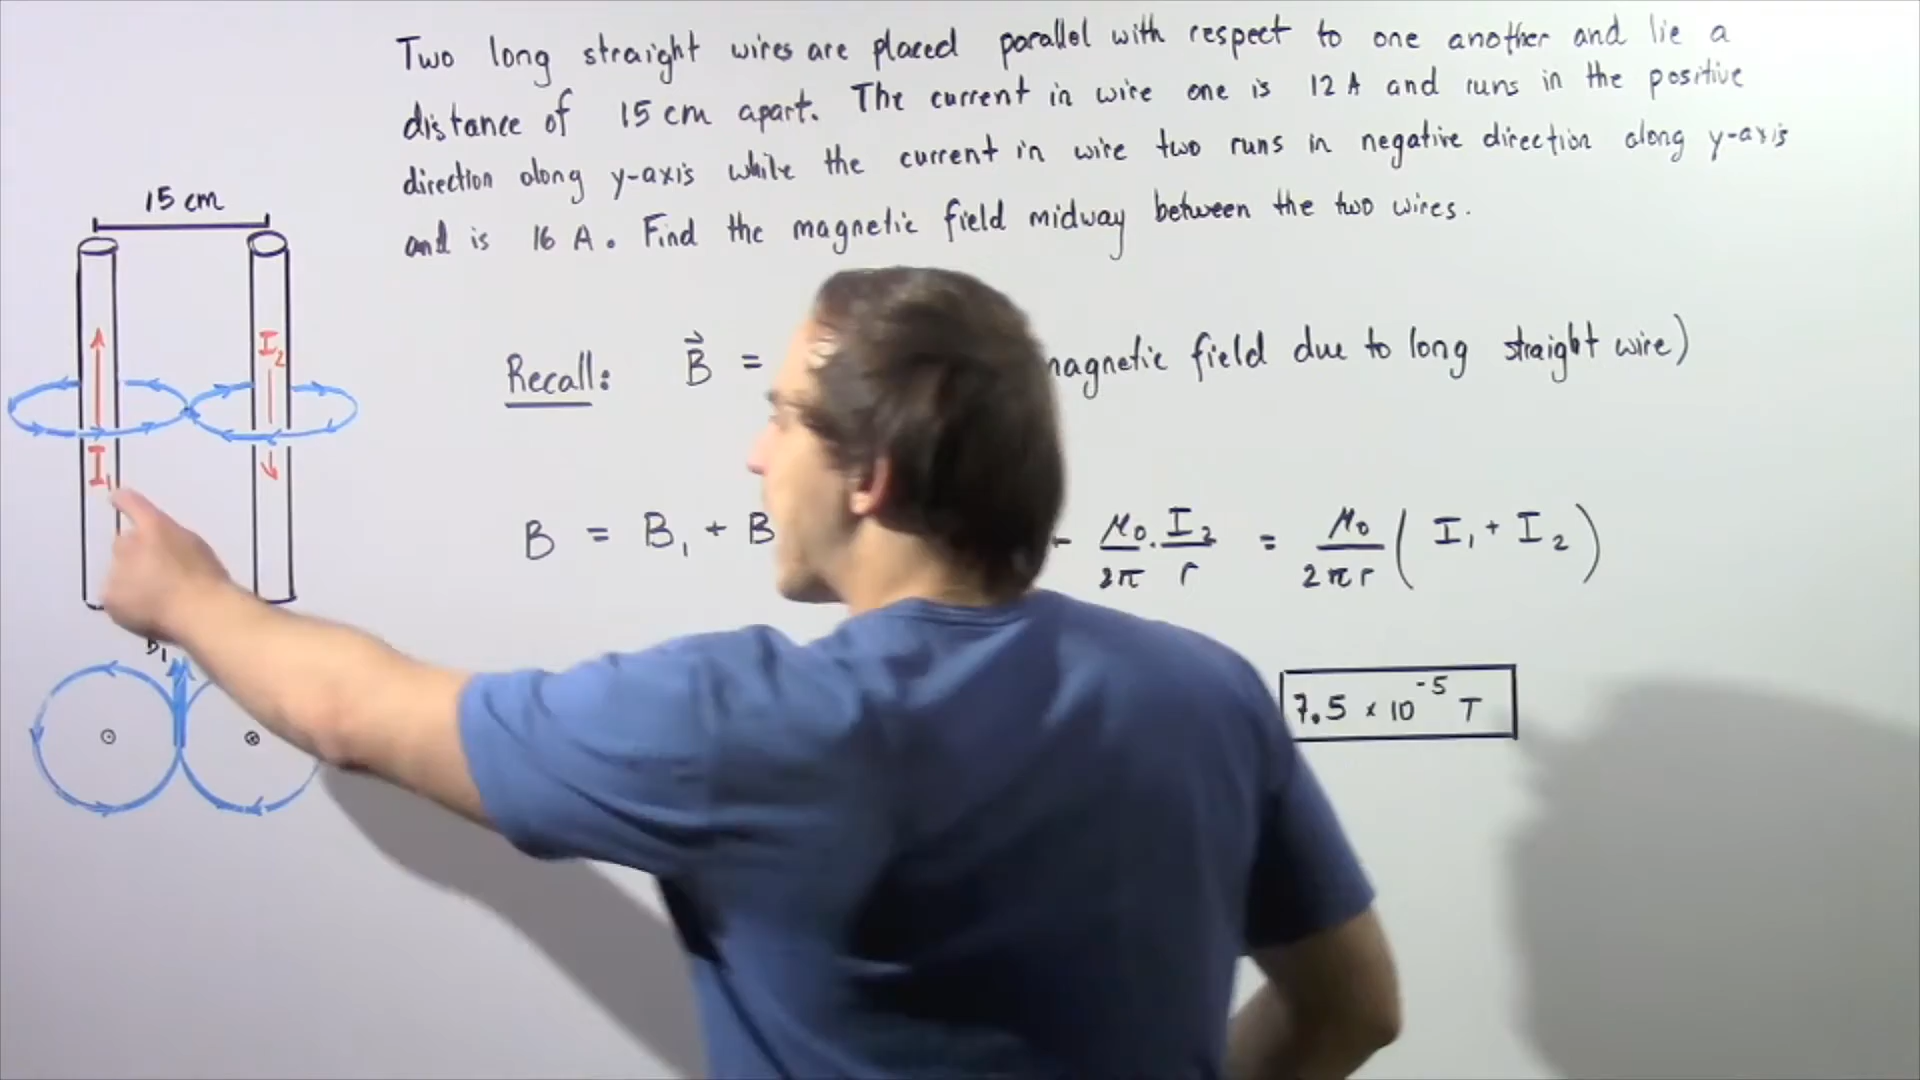 Two long straight wires are placed parallel with respect to one another and lie a
distance of 15 cm apart. The current in wire one is 12 A and runs in the positive
direction along y-axis while the current in wire two runs in negative direction along y-axis
and is 16 A. Find the magnetic field midway between the two wires.
15 cm
I₂
I₁
Recall: B⃗ = magnetic field due to long straight wire)
B = B₁ + B μ₀/2π · I₂/r = μ₀/2πr ( I₁ + I₂ )
B₁
7.5 × 10⁻⁵ T